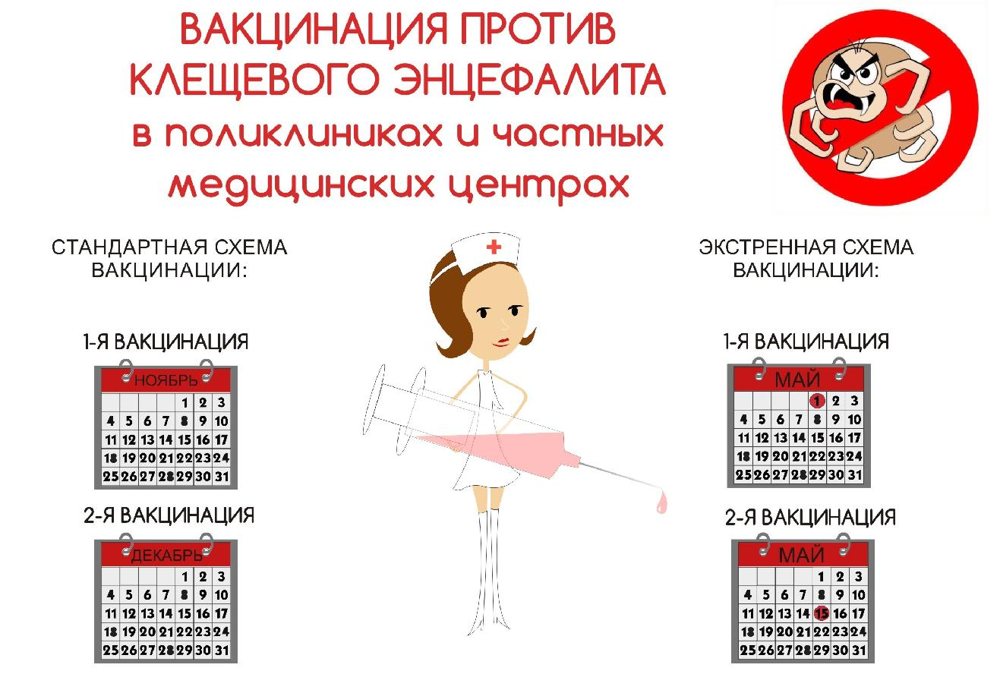 ВАКЦИНАЦИЯ ПРОТИВ
КЛЕЩЕВОГО ЭНЦЕФАЛИТА
в поликлиниках и частных
медицинских центрах
СТАНДАРТНАЯ СХЕМА
ВАКЦИНАЦИИ:
1-Я ВАКЦИНАЦИЯ
НОЯБРЬ
1 2 3
4 5 6 7 8 9 10
11 12 13 14 15 16 17
18 19 20 21 22 23 24
25 26 27 28 29 30 31
2-Я ВАКЦИНАЦИЯ
ДЕКАБРЬ
1 2 3
4 5 6 7 8 9 10
11 12 13 14 15 16 17
18 19 20 21 22 23 24
25 26 27 28 29 30 31
ЭКСТРЕННАЯ СХЕМА
ВАКЦИНАЦИИ:
1-Я ВАКЦИНАЦИЯ
МАЙ
1 2 3
4 5 6 7 8 9 10
11 12 13 14 15 16 17
18 19 20 21 22 23 24
25 26 27 28 29 30 31
2-Я ВАКЦИНАЦИЯ
МАЙ
1 2 3
4 5 6 7 8 9 10
11 12 13 14 15 16 17
18 19 20 21 22 23 24
25 26 27 28 29 30 31